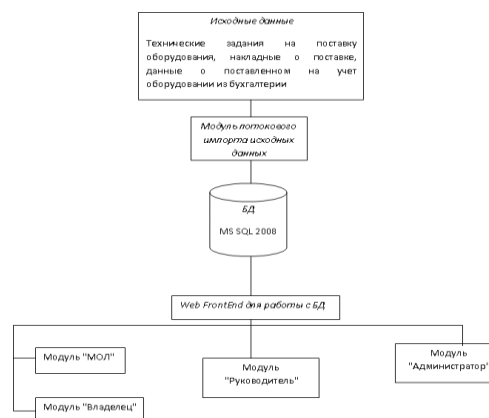 Исходные данные
Технические задания на поставку
оборудования, накладные о поставке,
данные о поставленном на учет
оборудовании из бухгалтерии
Модуль потокового
импорта исходных
данных
БД
MS SQL 2008
Web FrontEnd для работы с БД
Модуль "МОЛ"
Модуль
"Руководитель"
Модуль
"Администратор"
Модуль "Владелец"